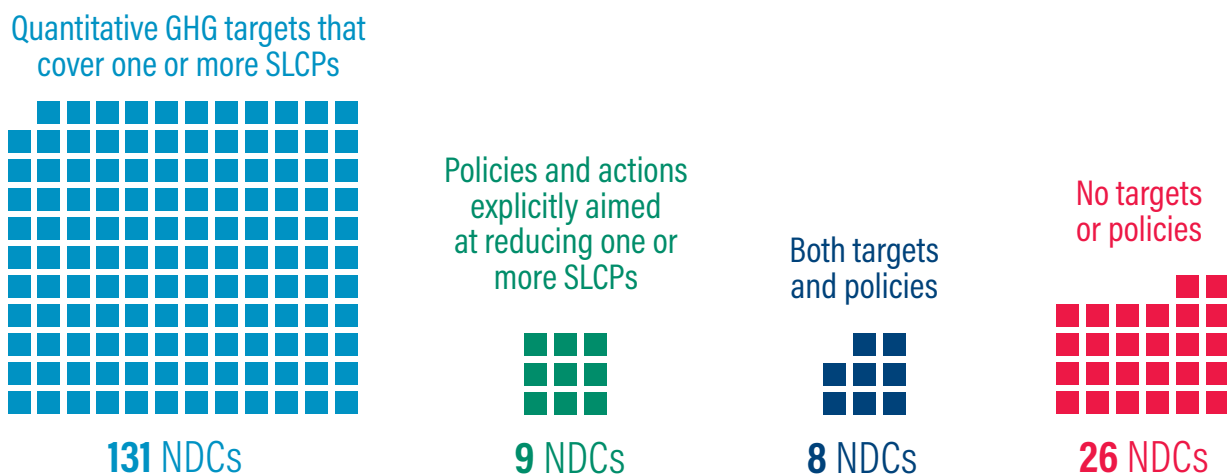 Quantitative GHG targets that
cover one or more SLCPs
131 NDCs
Policies and actions
explicitly aimed
at reducing one or
more SLCPs
9 NDCs
Both targets
and policies
8 NDCs
No targets
or policies
26 NDCs